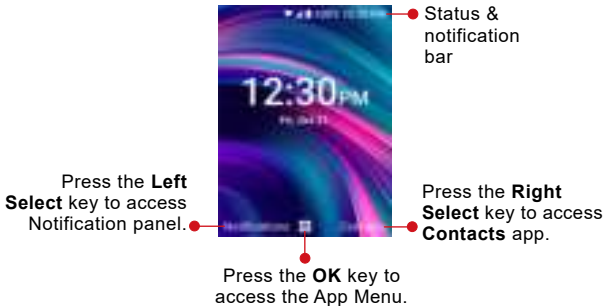 Status &
notification
bar
12:30PM
Press the Left
Select key to access
Notification panel.
Press the Right
Select key to access
Contacts app.
Notifications
Press the OK key to
access the App Menu.